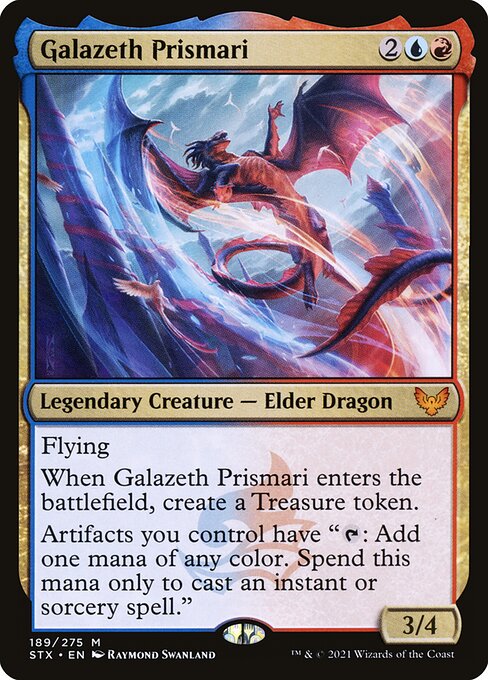 Galazeth Prismari 2
Legendary Creature — Elder Dragon
Flying
When Galazeth Prismari enters the
battlefield, create a Treasure token.
Artifacts you control have “: Add
one mana of any color. Spend this
mana only to cast an instant or
sorcery spell.”
3/4
189/275 M
STX • EN RAYMOND SWANLAND ™ & © 2021 Wizards of the Coast